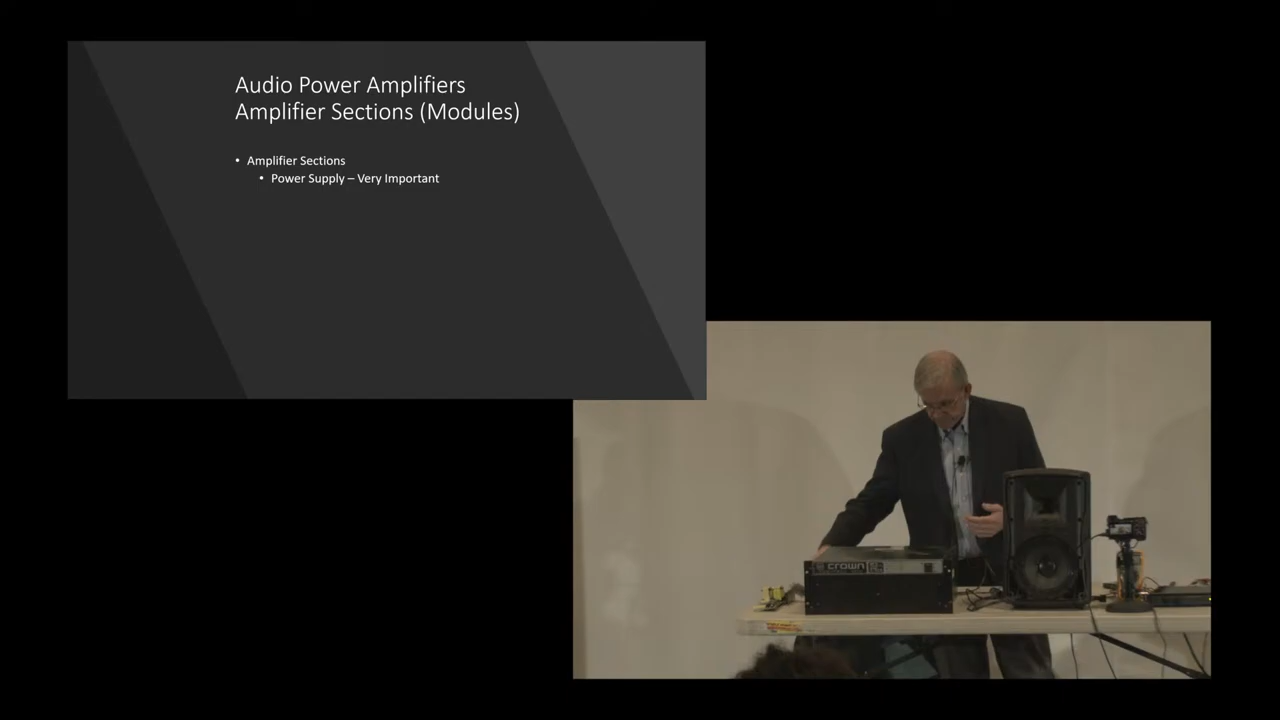 Audio Power Amplifiers
Amplifier Sections (Modules)
• Amplifier Sections
• Power Supply – Very Important
crown